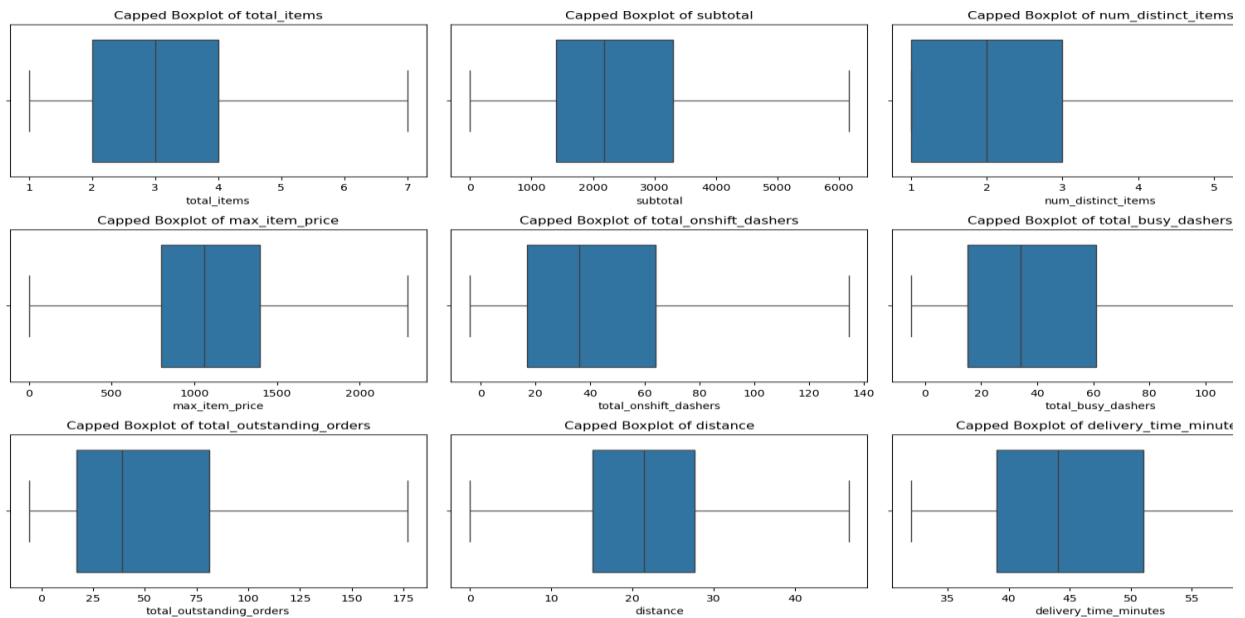 Capped Boxplot of total_items
Capped Boxplot of subtotal
Capped Boxplot of num_distinct_items
1 2 3 4 5 6 7
0 1000 2000 3000 4000 5000 6000
1 2 3 4 5
total_items
subtotal
num_distinct_items
Capped Boxplot of max_item_price
Capped Boxplot of total_onshift_dashers
Capped Boxplot of total_busy_dashers
0 500 1000 1500 2000
0 20 40 60 80 100 120 140
0 20 40 60 80 100
max_item_price
total_onshift_dashers
total_busy_dashers
Capped Boxplot of total_outstanding_orders
Capped Boxplot of distance
Capped Boxplot of delivery_time_minute
0 25 50 75 100 125 150 175
0 10 20 30 40
35 40 45 50 55
total_outstanding_orders
distance
delivery_time_minutes